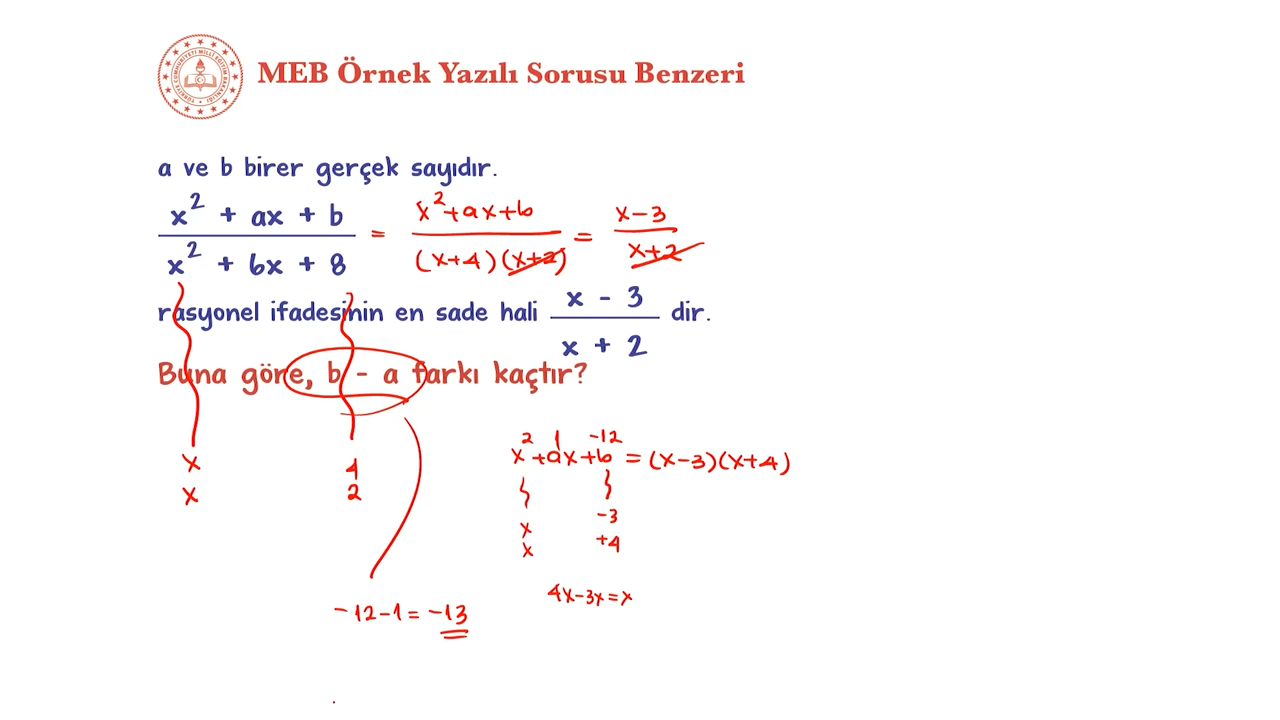 MEB Örnek Yazılı Sorusu Benzeri
a ve b birer gerçek sayıdır.
x² + ax + b / x² + 6x + 8 = x²+ax+b / (x+4)(x+2) = x-3 / x+2
rasyonel ifadesinin en sade hali x - 3 / x + 2 dir.
Buna göre, b - a farkı kaçtır?
2 1 -12
x+ax+b = (x-3)(x+4)
x 4
x 2
-3
x +4
x
4x-3x=x
-12-1=-13